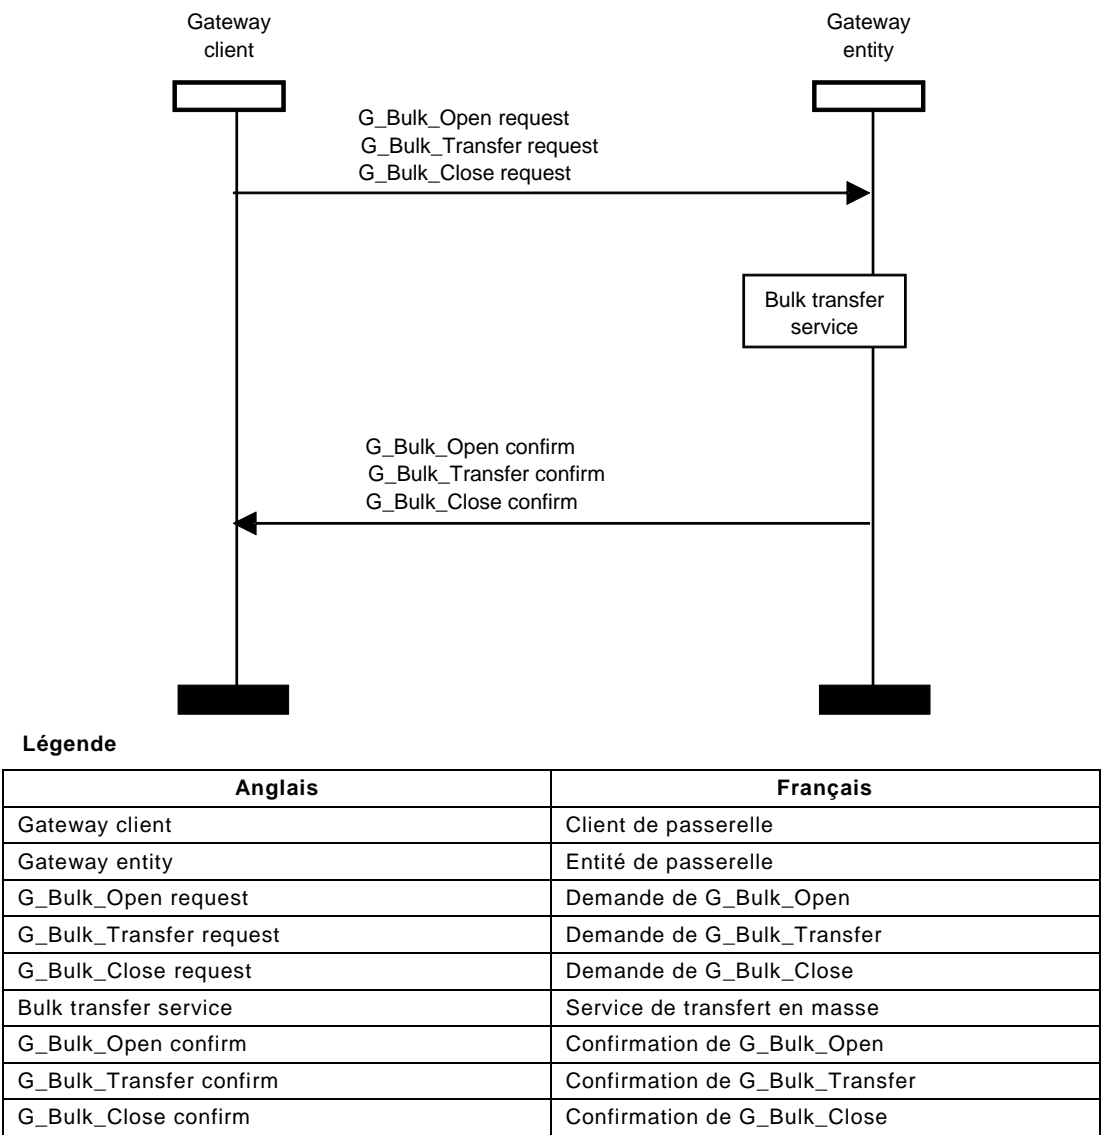 Gateway
client
Gateway
entity
G_Bulk_Open request
G_Bulk_Transfer request
G_Bulk_Close request
Bulk transfer
service
G_Bulk_Open confirm
G_Bulk_Transfer confirm
G_Bulk_Close confirm
Légende
Anglais Français
Gateway client Client de passerelle
Gateway entity Entité de passerelle
G_Bulk_Open request Demande de G_Bulk_Open
G_Bulk_Transfer request Demande de G_Bulk_Transfer
G_Bulk_Close request Demande de G_Bulk_Close
Bulk transfer service Service de transfert en masse
G_Bulk_Open confirm Confirmation de G_Bulk_Open
G_Bulk_Transfer confirm Confirmation de G_Bulk_Transfer
G_Bulk_Close confirm Confirmation de G_Bulk_Close